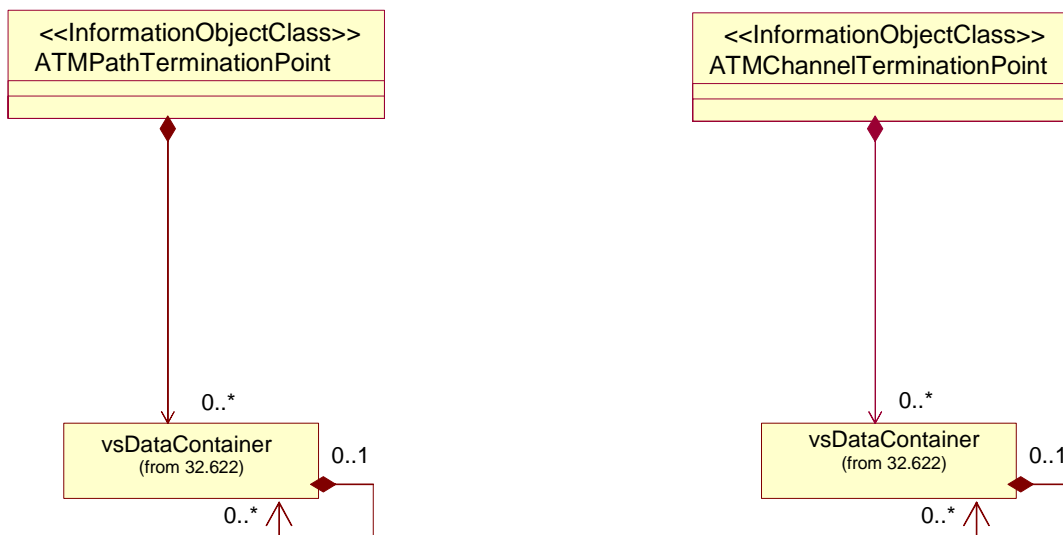 <<InformationObjectClass>>
ATMPathTerminationPoint
0..*
vsDataContainer
(from 32.622)
0..1
0..*
<<InformationObjectClass>>
ATMChannelTerminationPoint
0..*
vsDataContainer
(from 32.622)
0..1
0..*